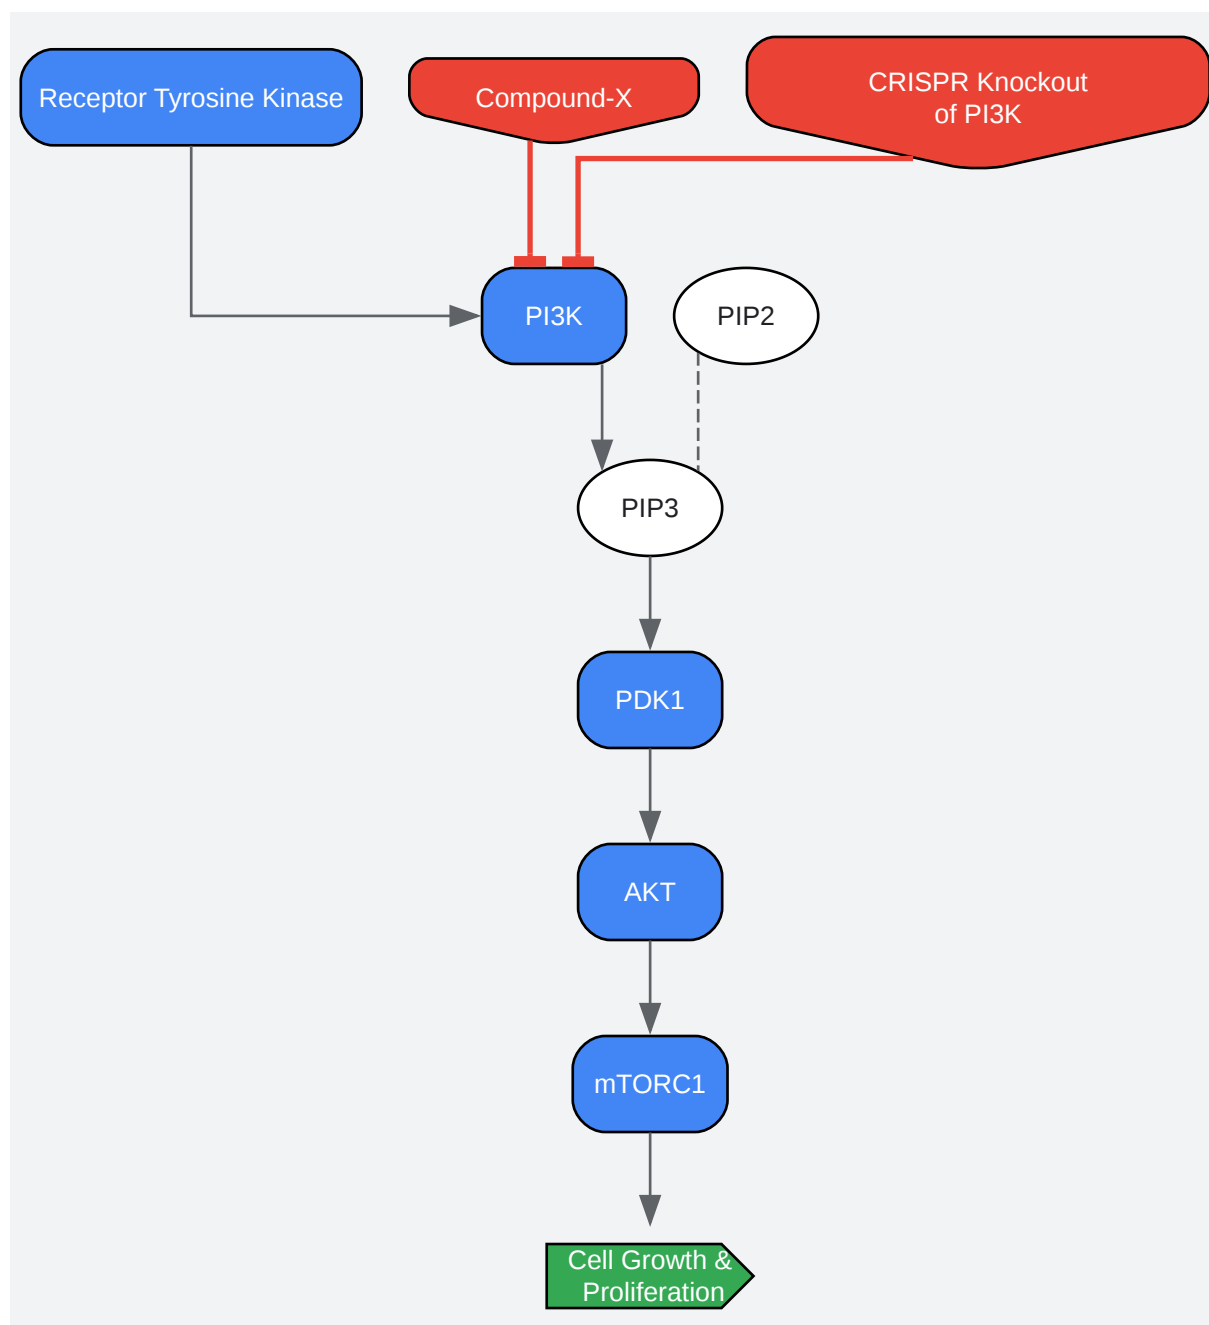 Receptor Tyrosine Kinase
Compound-X
CRISPR Knockout
of PI3K
PI3K
PIP2
PIP3
PDK1
AKT
mTORC1
Cell Growth &
Proliferation